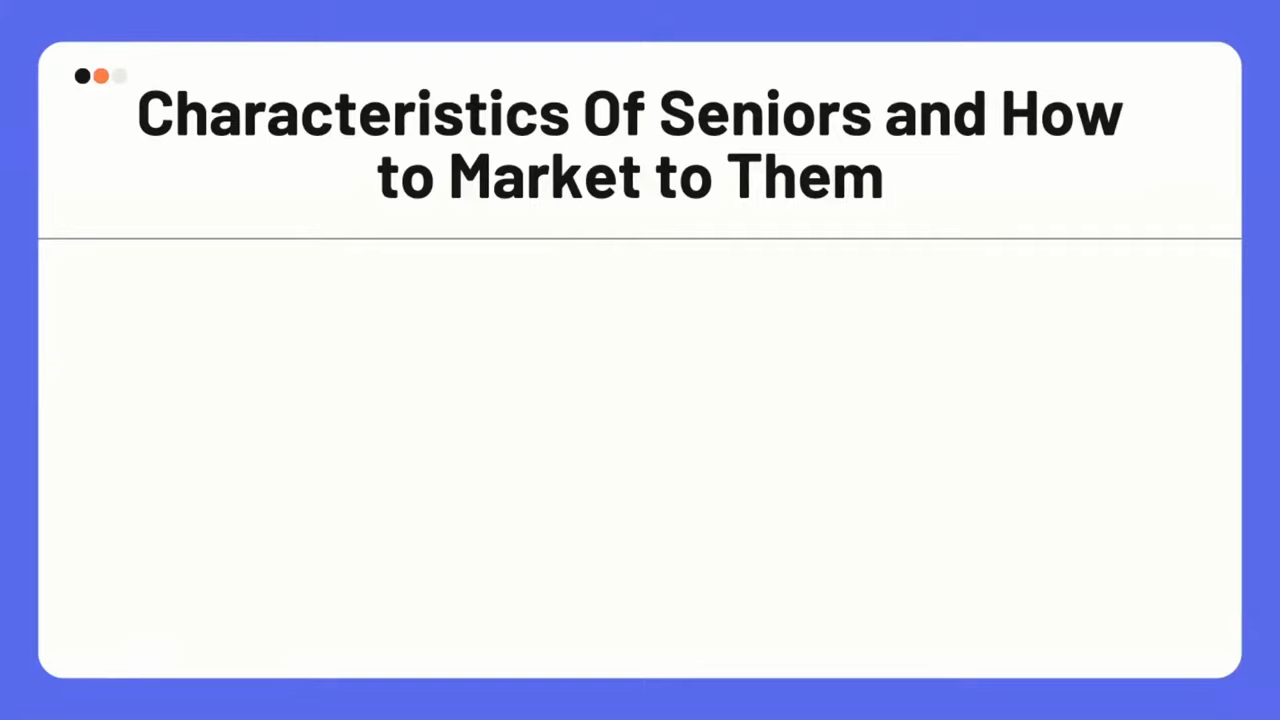 Characteristics Of Seniors and How
to Market to Them